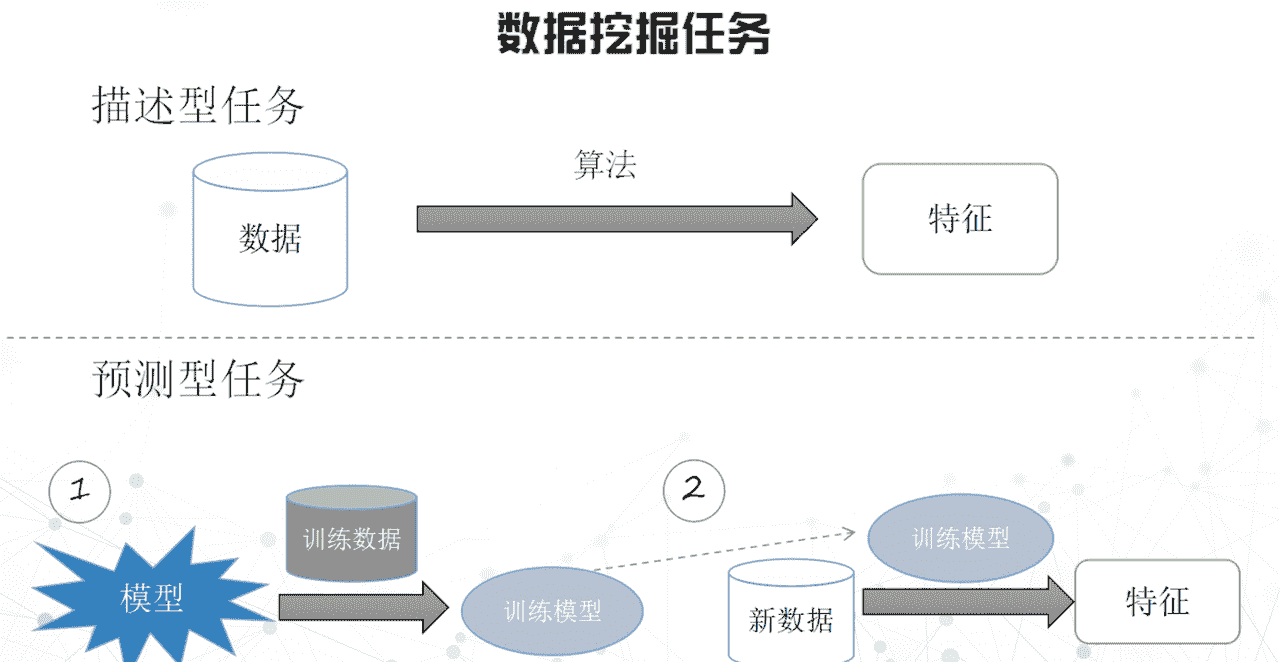 数据挖掘任务
描述型任务
算法
数据
特征
预测型任务
1
2
训练数据
训练模型
模型
训练模型
新数据
特征